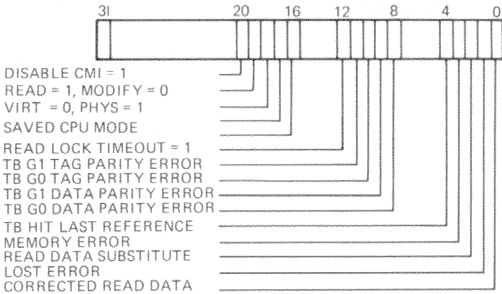 31 20 16 12 8 4 0
DISABLE CMI = 1
READ = 1, MODIFY = 0
VIRT = 0, PHYS = 1
SAVED CPU MODE
READ LOCK TIMEOUT = 1
TB G1 TAG PARITY ERROR
TB G0 TAG PARITY ERROR
TB G1 DATA PARITY ERROR
TB G0 DATA PARITY ERROR
TB HIT LAST REFERENCE
MEMORY ERROR
READ DATA SUBSTITUTE
LOST ERROR
CORRECTED READ DATA